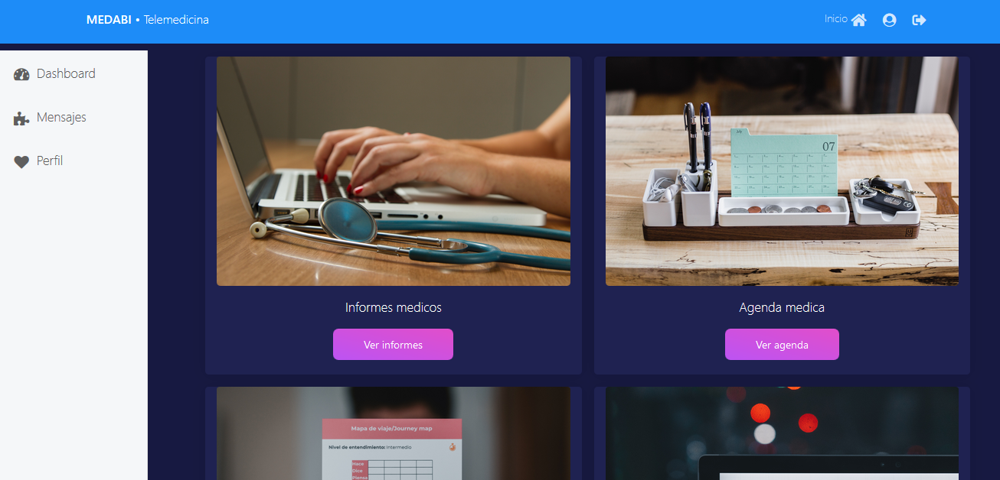 MEDABI • Telemedicina
Inicio
Dashboard
Mensajes
Perfil
July
07
Informes medicos
Agenda medica
Ver informes
Ver agenda
Mapa de viaje/Journey map
Nivel de entendimiento: Intermedio
Hace
Dice
Piensa